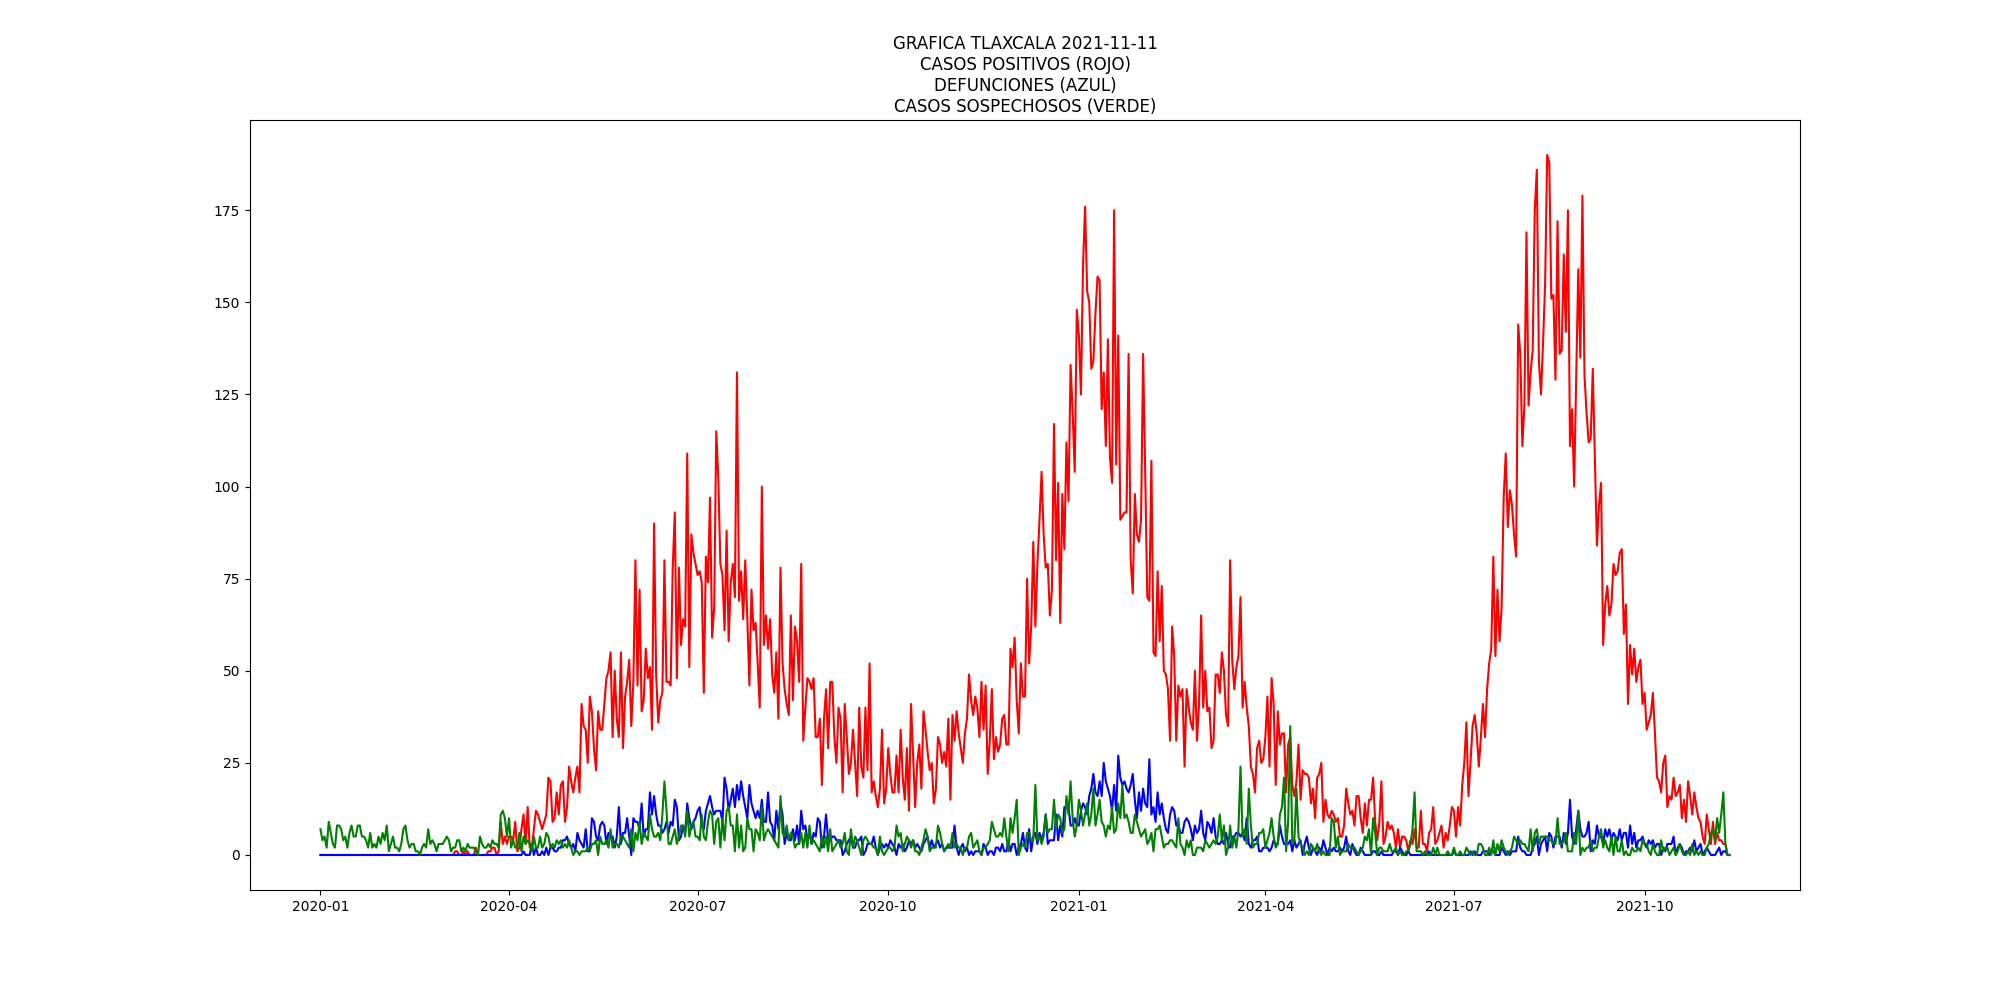 GRAFICA TLAXCALA 2021-11-11
CASOS POSITIVOS (ROJO)
DEFUNCIONES (AZUL)
CASOS SOSPECHOSOS (VERDE)
175
150
125
100
75
50
25
0
2020-01 2020-04 2020-07 2020-10 2021-01 2021-04 2021-07 2021-10